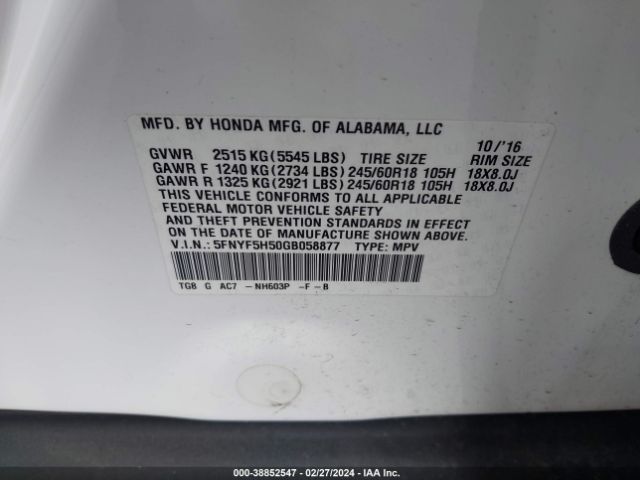 MFD. BY HONDA MFG. OF ALABAMA, LLC
10/'16
GVWR 2515 KG (5545 LBS) TIRE SIZE RIM SIZE
GAWR F 1240 KG (2734 LBS) 245/60R18 105H 18X8.0J
GAWR R 1325 KG (2921 LBS) 245/60R18 105H 18X8.0J
THIS VEHICLE CONFORMS TO ALL APPLICABLE
FEDERAL MOTOR VEHICLE SAFETY
AND THEFT PREVENTION STANDARDS IN EFFECT
ON THE DATE OF MANUFACTURE SHOWN ABOVE.
V.I.N.: 5FNYF5H50GB058877 TYPE: MPV
TG8 G AC7 -NH603P -F-B
000-38852547 - 02/27/2024 - IAA Inc.